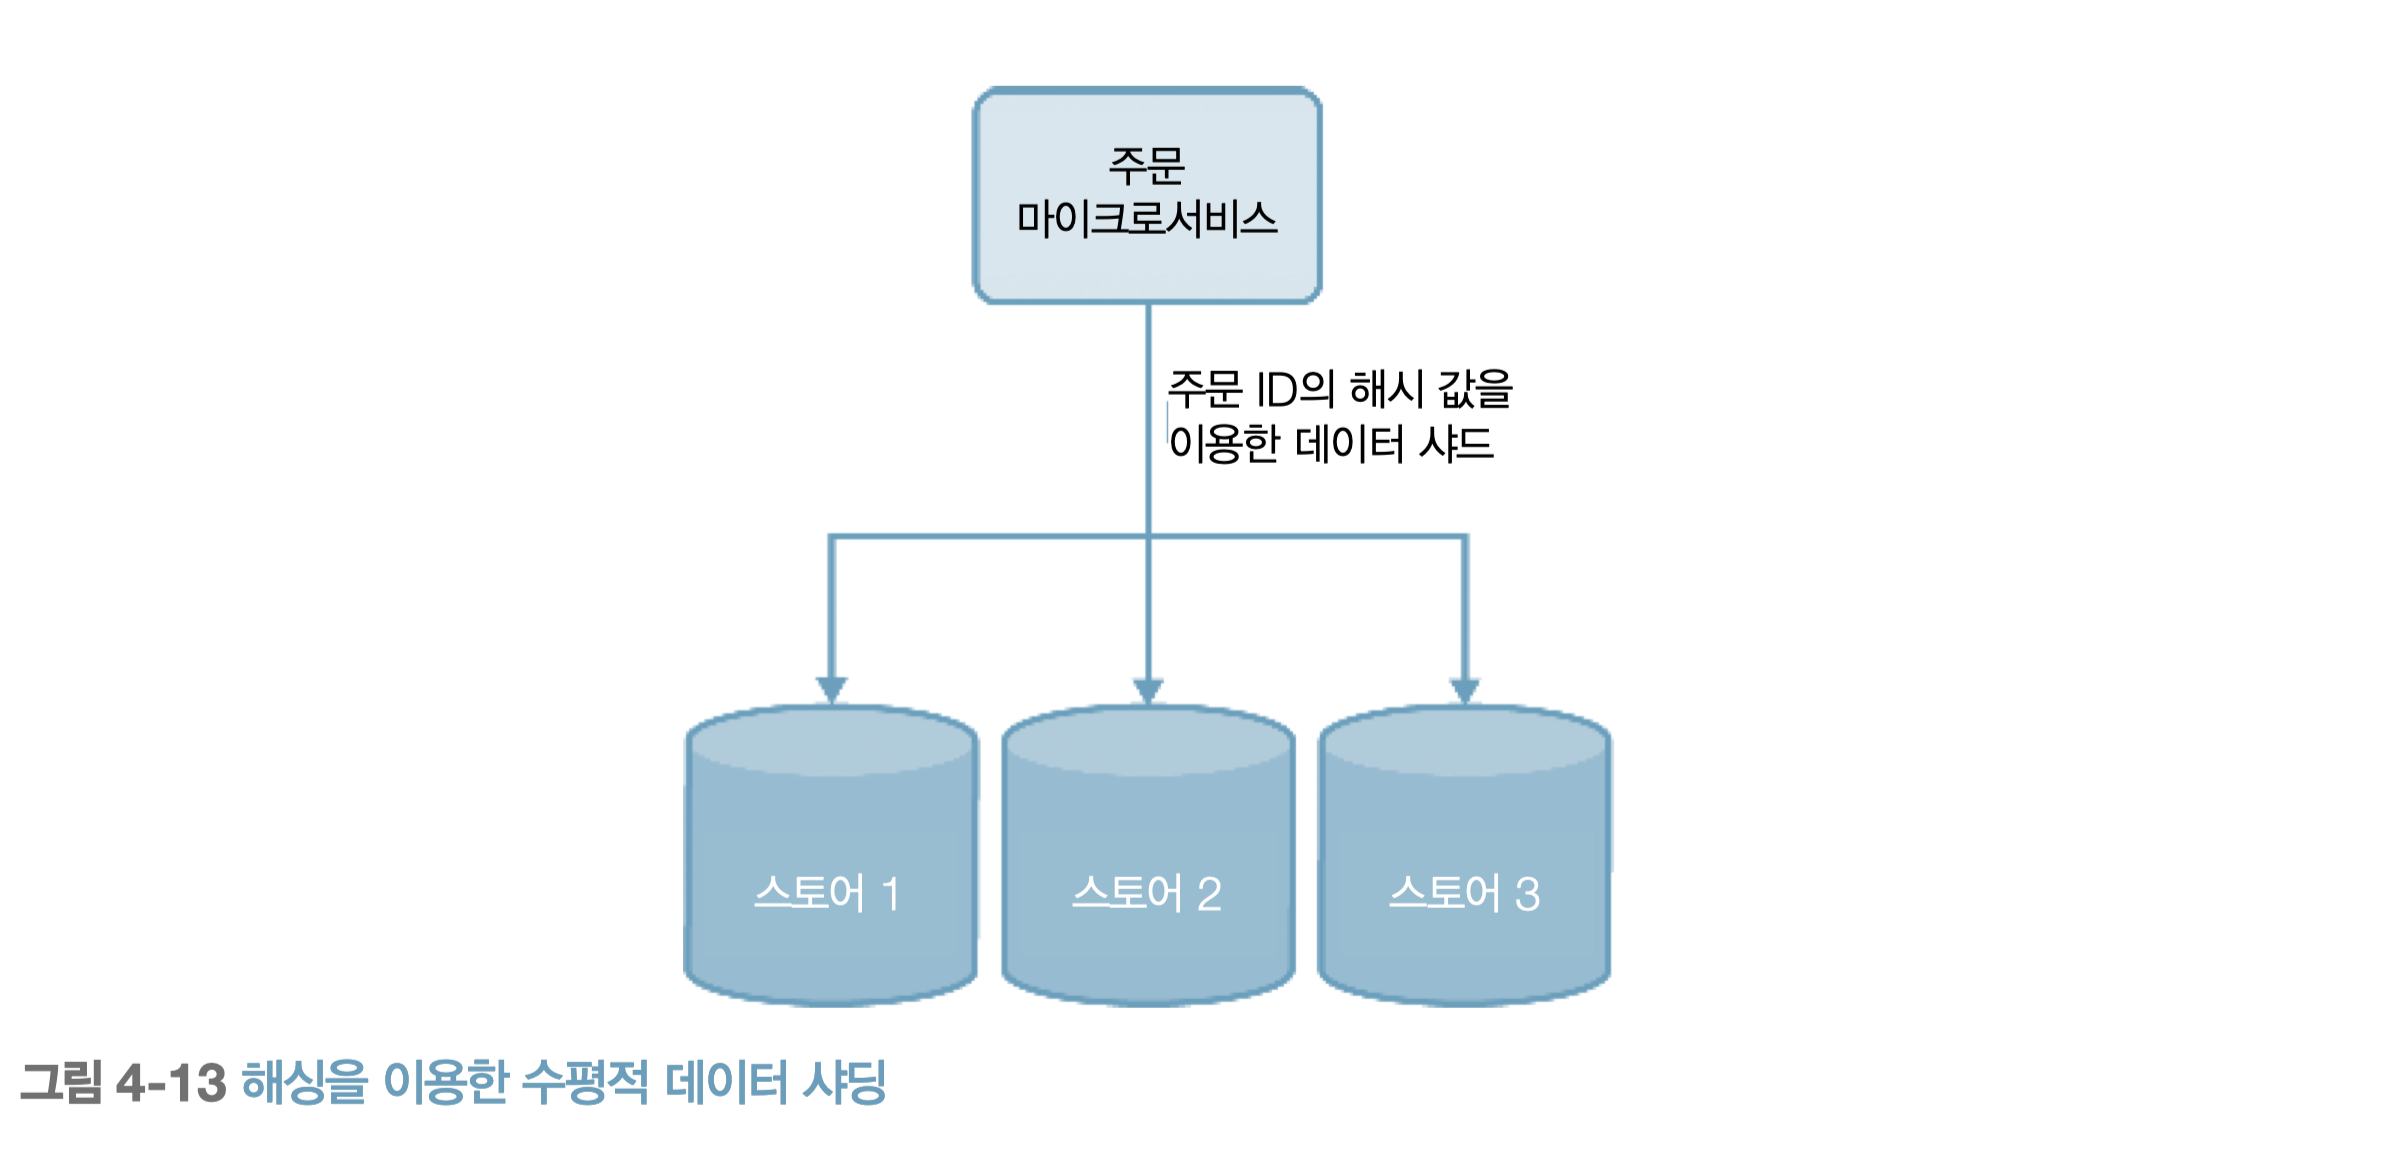 주문
마이크로서비스
주문 ID의 해시 값을
이용한 데이터 샤드
스토어 1
스토어 2
스토어 3
그림 4-13 해싱을 이용한 수평적 데이터 샤딩